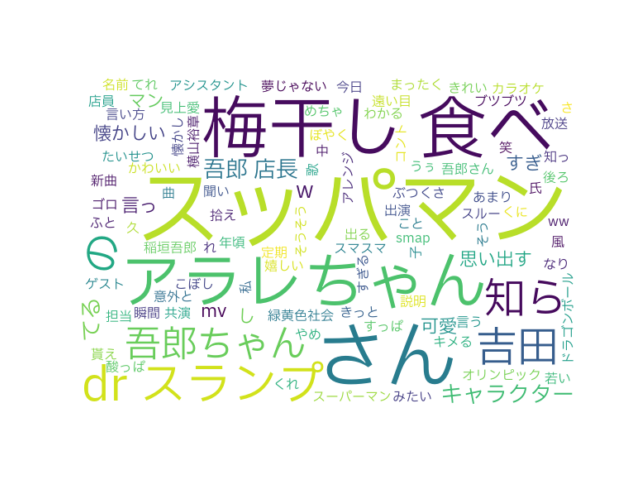 名前 てれ アシスタント 夢じゃない 今日 まったく きれい カラオケ さ
店員 マン 見上愛 梅干し 食べ 遠い目 ブツブツ
言い方 横山裕章 めちゃ わかる コント 放送
懐かしい 懐かし ぼやく 笑 知っ
たいせつ 吾郎 店長 中 数 アレンジ うぅ 吾郎さん すぎ 後ろ
かわいい スッパマン
新曲 曲 聞い w ぶつくさ あまり 氏
ゴロ 言っ 拾え そうそう 出演 スルー くに ww
ふと 久 アラレちゃん こと そう 風
の 稲垣吾郎 れ 年頃 定期 出る スマスマ smap 子 知ら なり
ゲスト こぼし 私 嬉しい すぎる 思い出す
てる 意外と 説明 ドラゴンボール
担当 瞬間 共演 mv し 緑黄色社会 きっと 可愛 言う
吾郎ちゃん やめ さん すっぱ キメる 吉田
貰え 酸っぱ オリンピック 若い
dr スランプ くれ スーパーマン みたい キャラクター